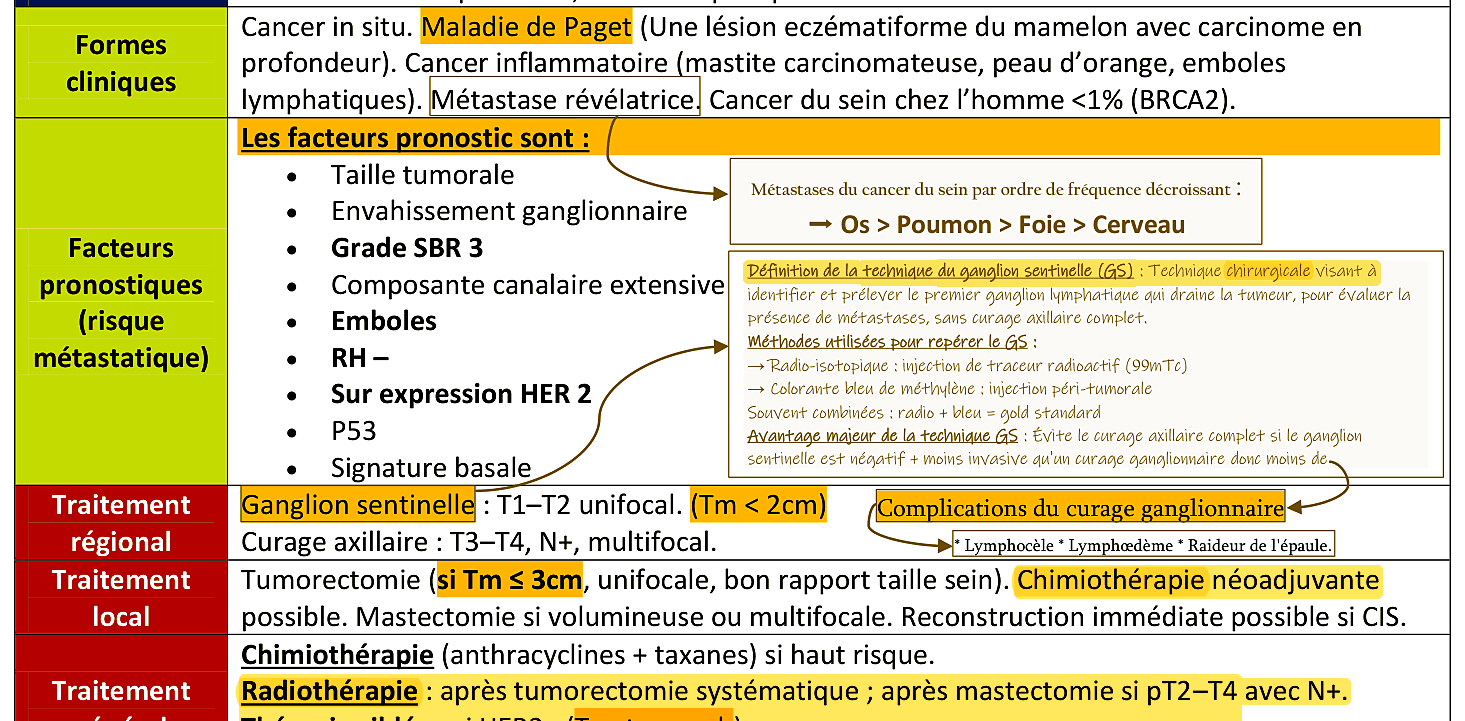 Formes
cliniques
Cancer in situ. Maladie de Paget (Une lésion eczématiforme du mamelon avec carcinome en
profondeur). Cancer inflammatoire (mastite carcinomateuse, peau d’orange, emboles
lymphatiques). Métastase révélatrice. Cancer du sein chez l’homme <1% (BRCA2).
Facteurs
pronostiques
(risque
métastatique)
Les facteurs pronostic sont :
• Taille tumorale
• Envahissement ganglionnaire
• Grade SBR 3
• Composante canalaire extensive
• Emboles
• RH –
• Sur expression HER 2
• P53
• Signature basale
Métastases du cancer du sein par ordre de fréquence décroissant :
➞ Os > Poumon > Foie > Cerveau
Définition de la technique du ganglion sentinelle (GS) : Technique chirurgicale visant à
identifier et prélever le premier ganglion lymphatique qui draine la tumeur, pour évaluer la
présence de métastases, sans curage axillaire complet.
Méthodes utilisées pour repérer le GS :
→ Radio-isotopique : injection de traceur radioactif (99mTc)
→ Colorante bleu de méthylène : injection péri-tumorale
Souvent combinées : radio + bleu = gold standard
Avantage majeur de la technique GS : Évite le curage axillaire complet si le ganglion
sentinelle est négatif + moins invasive qu'un curage ganglionnaire donc moins de
Traitement
régional
Ganglion sentinelle : T1–T2 unifocal. (Tm < 2cm)
Curage axillaire : T3–T4, N+, multifocal.
Complications du curage ganglionnaire
* Lymphocèle * Lymphœdème * Raideur de l'épaule.
Traitement
local
Tumorectomie (si Tm ≤ 3cm, unifocale, bon rapport taille sein). Chimiothérapie néoadjuvante
possible. Mastectomie si volumineuse ou multifocale. Reconstruction immédiate possible si CIS.
Traitement
Chimiothérapie (anthracyclines + taxanes) si haut risque.
Radiothérapie : après tumorectomie systématique ; après mastectomie si pT2–T4 avec N+.